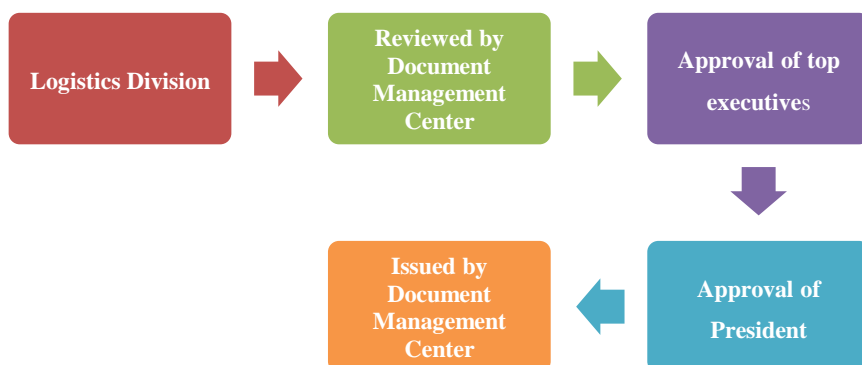 Logistics Division
Reviewed by
Document
Management
Center
Approval of top
executives
Approval of
President
Issued by
Document
Management
Center